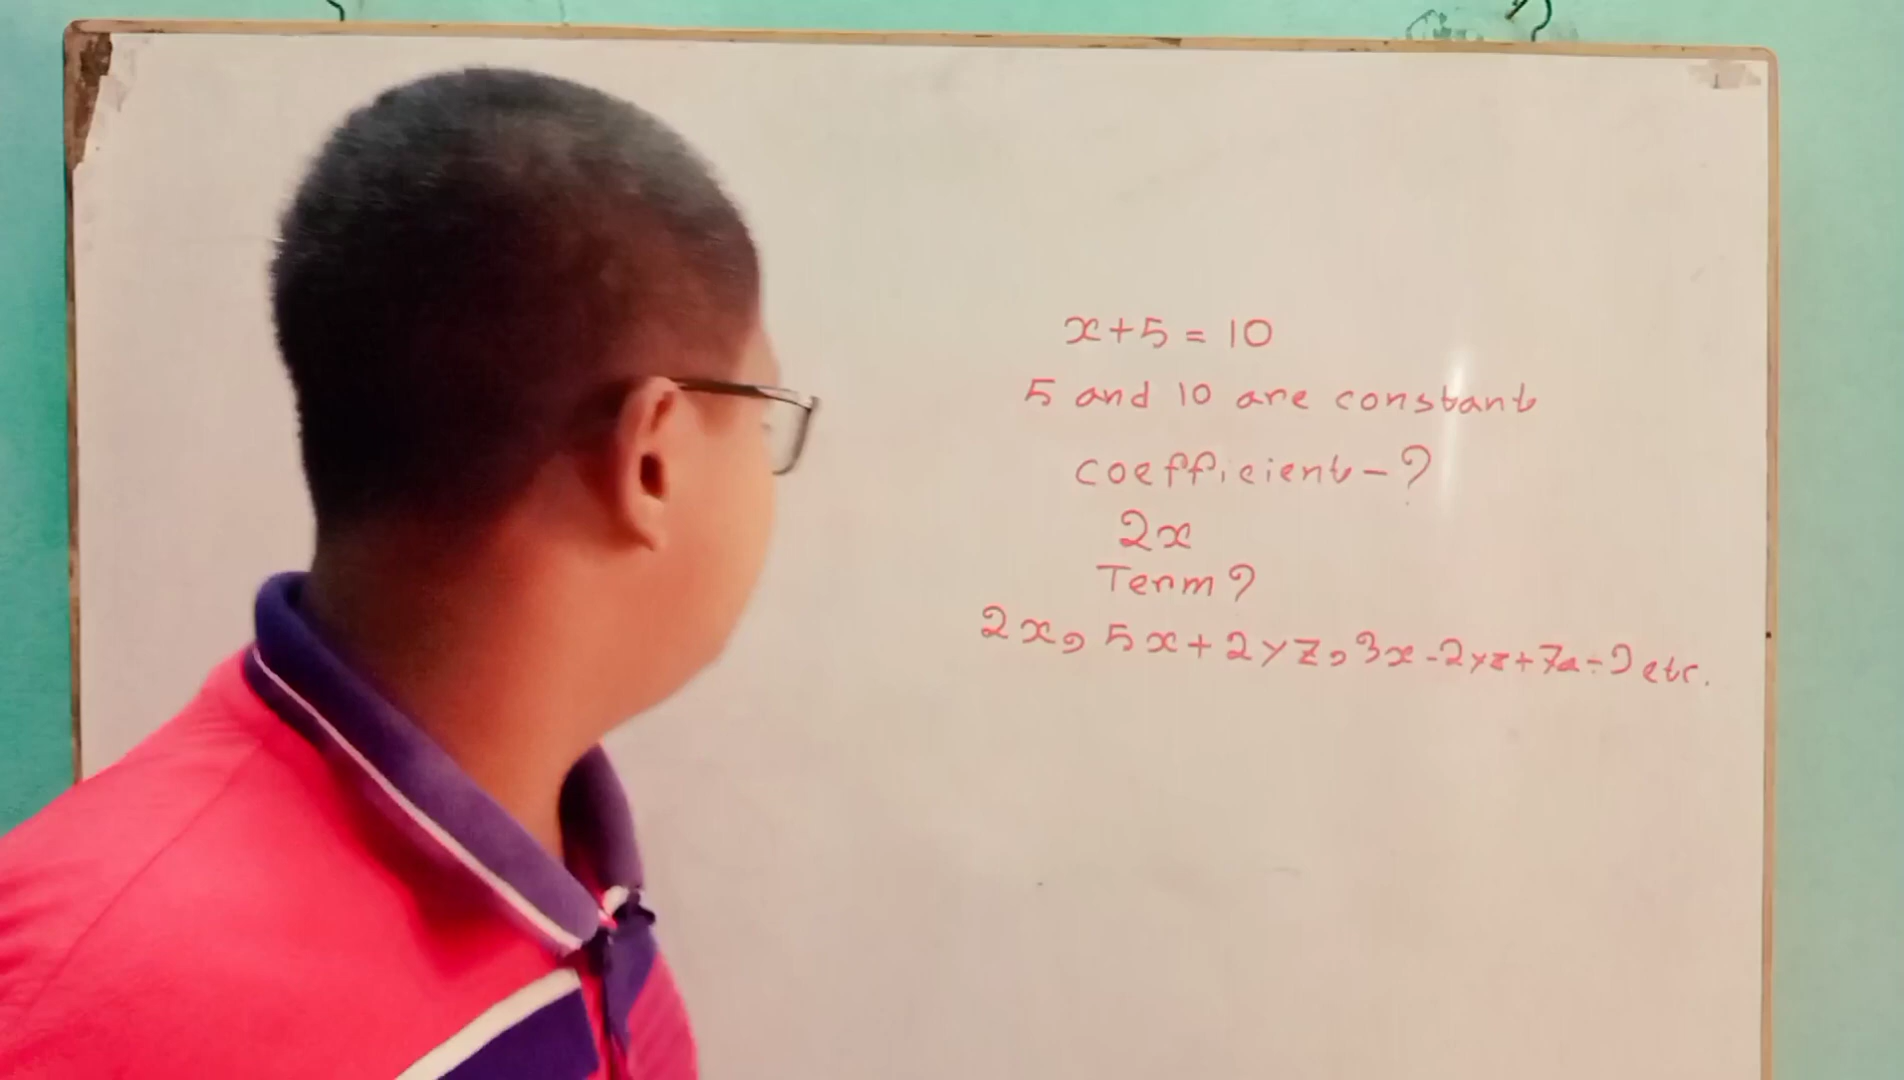 x+5 = 10
5 and 10 are constant
coefficient-?
2x
Term?
2x, 5x+2yz, 3x-2yz+7a÷9 etc.